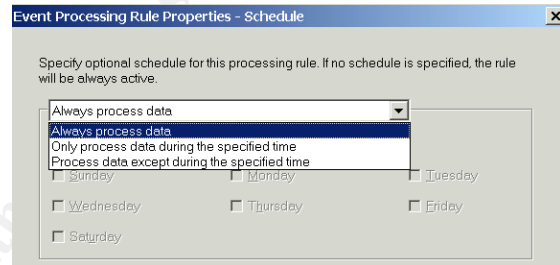 Event Processing Rule Properties - Schedule
Specify optional schedule for this processing rule. If no schedule is specified, the rule
will be always active.
Always process data
Always process data
Only process data during the specified time
Process data except during the specified time
Sunday Monday Tuesday
Wednesday Thursday Friday
Saturday